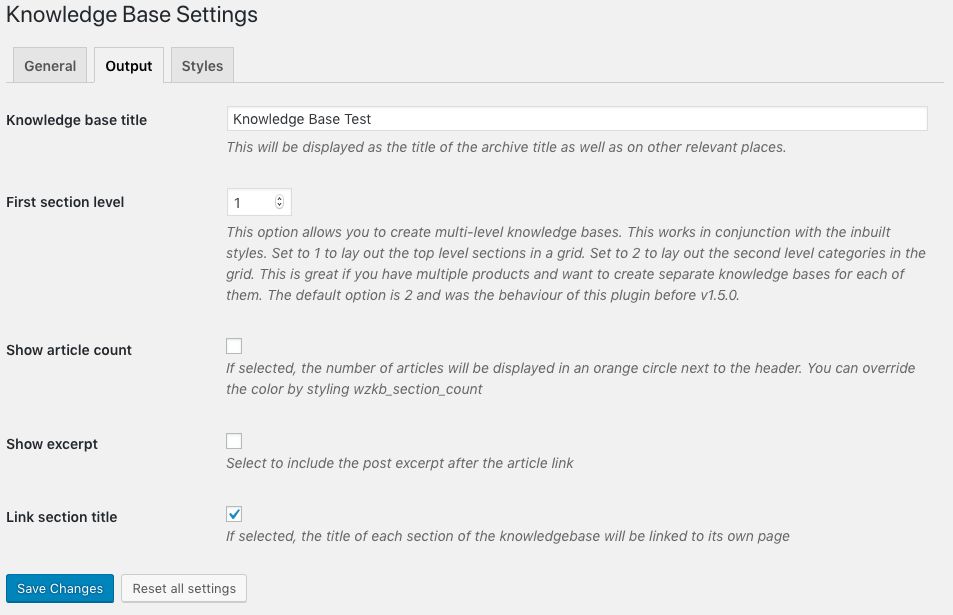 Knowledge Base Settings
General Output Styles
Knowledge base title Knowledge Base Test
This will be displayed as the title of the archive title as well as on other relevant places.
First section level 1
This option allows you to create multi-level knowledge bases. This works in conjunction with the inbuilt
styles. Set to 1 to lay out the top level sections in a grid. Set to 2 to lay out the second level categories in the
grid. This is great if you have multiple products and want to create separate knowledge bases for each of
them. The default option is 2 and was the behaviour of this plugin before v1.5.0.
Show article count
If selected, the number of articles will be displayed in an orange circle next to the header. You can override
the color by styling wzkb_section_count
Show excerpt
Select to include the post excerpt after the article link
Link section title
If selected, the title of each section of the knowledgebase will be linked to its own page
Save Changes Reset all settings